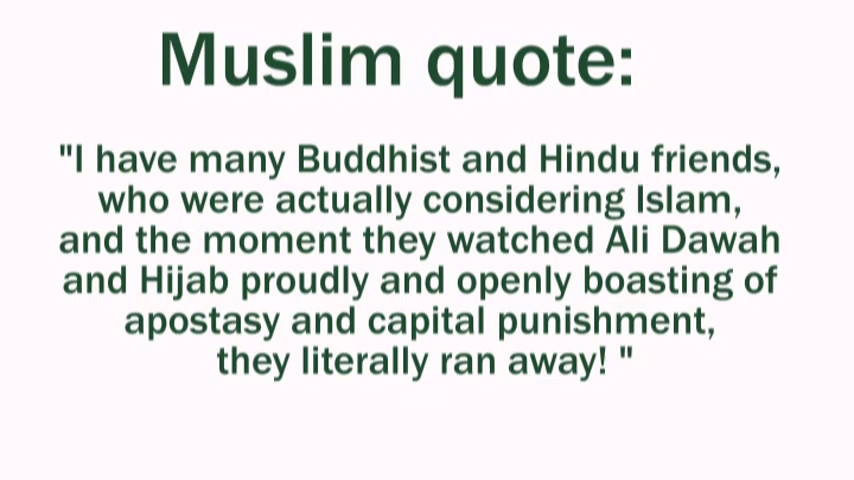 Muslim quote:
"I have many Buddhist and Hindu friends,
who were actually considering Islam,
and the moment they watched Ali Dawah
and Hijab proudly and openly boasting of
apostasy and capital punishment,
they literally ran away! "